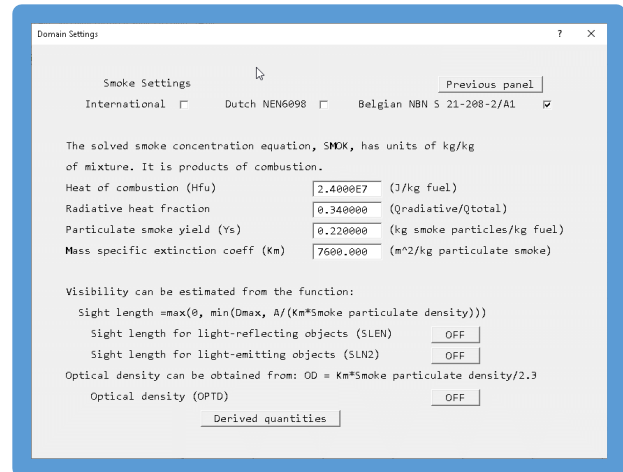 Domain Settings ? ×
Smoke Settings Previous panel
International Dutch NEN6098 Belgian NBN S 21-208-2/A1
The solved smoke concentration equation, SMOK, has units of kg/kg
of mixture. It is products of combustion.
Heat of combustion (Hfu) 2.4000E7 (J/kg fuel)
Radiative heat fraction 0.340000 (Qradiative/Qtotal)
Particulate smoke yield (Ys) 0.220000 (kg smoke particles/kg fuel)
Mass specific extinction coeff (Km) 7600.000 (m^2/kg particulate smoke)
Visibility can be estimated from the function:
Sight length =max(0, min(Dmax, A/(Km*Smoke particulate density)))
Sight length for light-reflecting objects (SLEN) OFF
Sight length for light-emitting objects (SLN2) OFF
Optical density can be obtained from: OD = Km*Smoke particulate density/2.3
Optical density (OPTD) OFF
Derived quantities